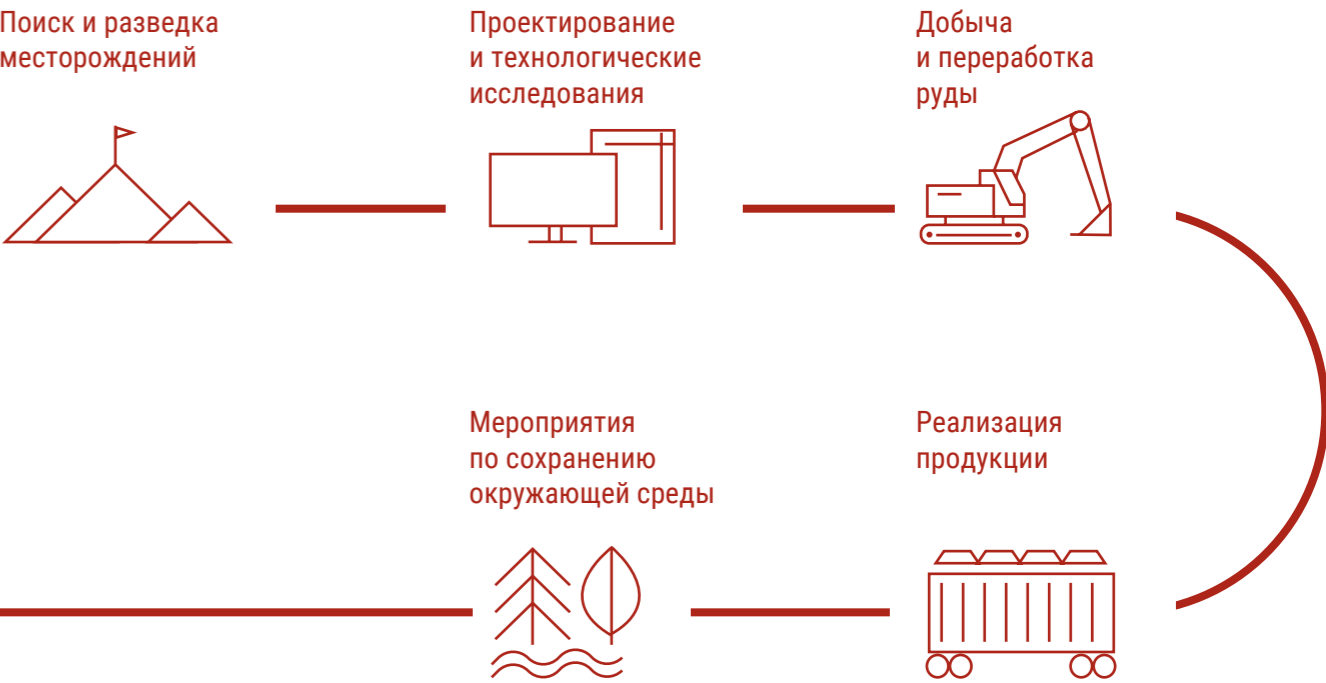 Поиск и разведка
месторождений
Проектирование
и технологические
исследования
Добыча
и переработка
руды
Мероприятия
по сохранению
окружающей среды
Реализация
продукции